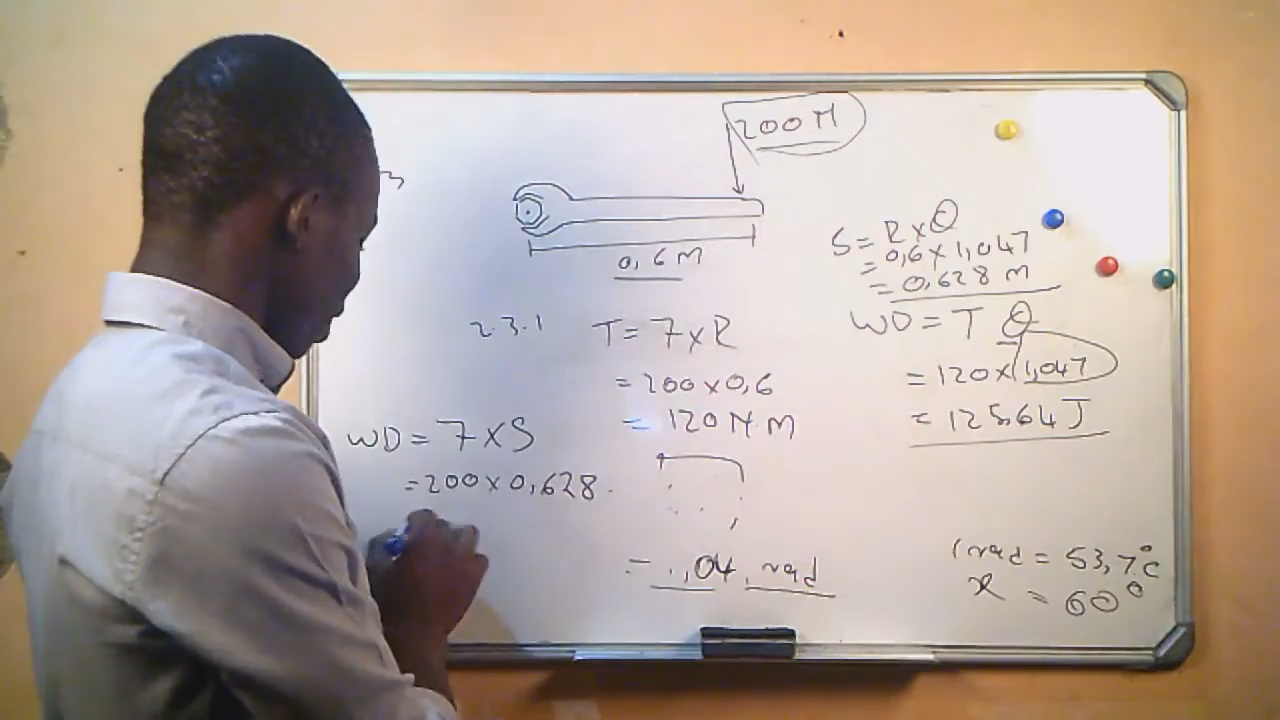 200 N
0,6 M
S = R x θ
= 0,6 x 1,047
= 0,628 m
2.3.1 T = 7 x R
= 200 x 0,6
= 120 N.M
WD = T θ
= 120 x 1,047
= 125,64 J
WD = 7 x S
= 200 x 0,628
= 1,04 rad
1 rad = 53,7°C
x = 60°